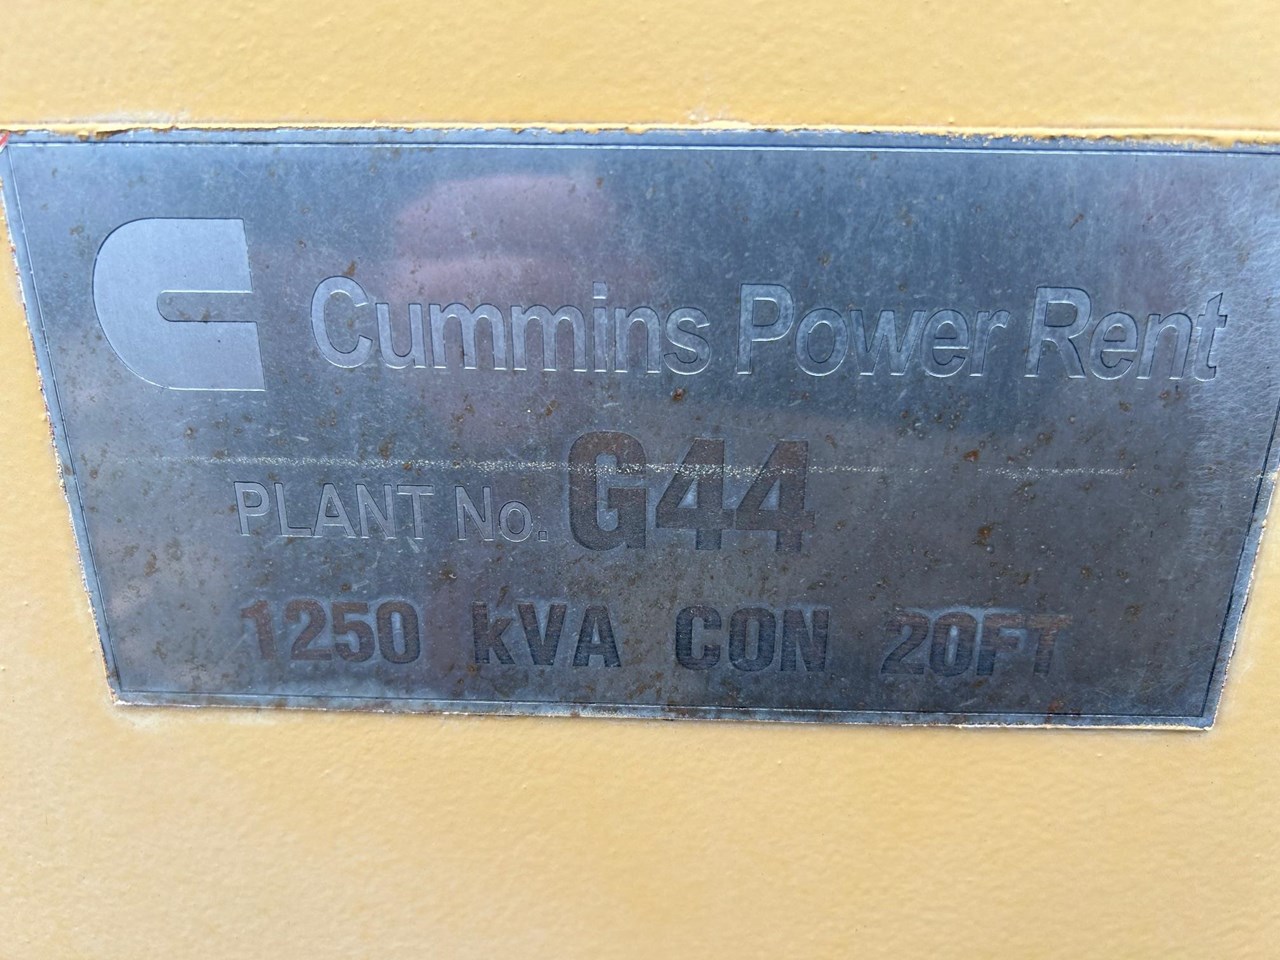 Cummins Power Rent
PLANT No. G44
1250 kVA CON 20FT